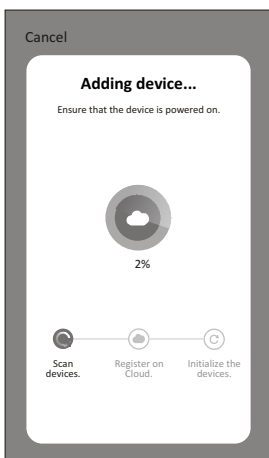 Cancel
Adding device...
Ensure that the device is powered on.
2%
Scan
devices.
Register on
Cloud.
Initialize the
devices.